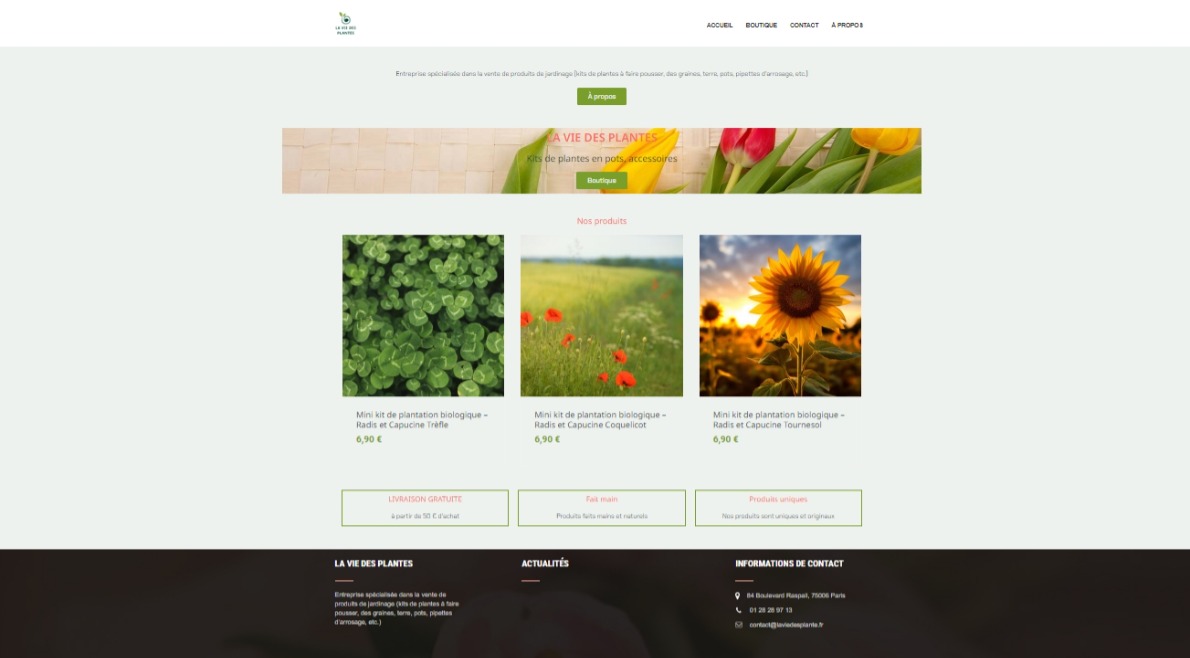 LA VIE DES
PLANTES
ACCUEIL BOUTIQUE CONTACT À PROPOS
Entreprise spécialisée dans la vente de produits de jardinage (kits de plantes à faire pousser, des graines, terre, pots, pipettes d'arrosage, etc.)
À propos
LA VIE DES PLANTES
Kits de plantes en pots, accessoires
Boutique
Nos produits
Mini kit de plantation biologique –
Radis et Capucine Trèfle
6,90 €
Mini kit de plantation biologique –
Radis et Capucine Coquelicot
6,90 €
Mini kit de plantation biologique –
Radis et Capucine Tournesol
6,90 €
LIVRAISON GRATUITE
à partir de 50 € d'achat
Fait main
Produits faits mains et naturels
Produits uniques
Nos produits sont uniques et originaux
LA VIE DES PLANTES
Entreprise spécialisée dans la vente de
produits de jardinage (kits de plantes à faire
pousser, des graines, terre, pots, pipettes
d'arrosage, etc.)
ACTUALITÉS
INFORMATIONS DE CONTACT
84 Boulevard Raspail, 75006 Paris
01 28 28 97 13
contact@laviedesplante.fr